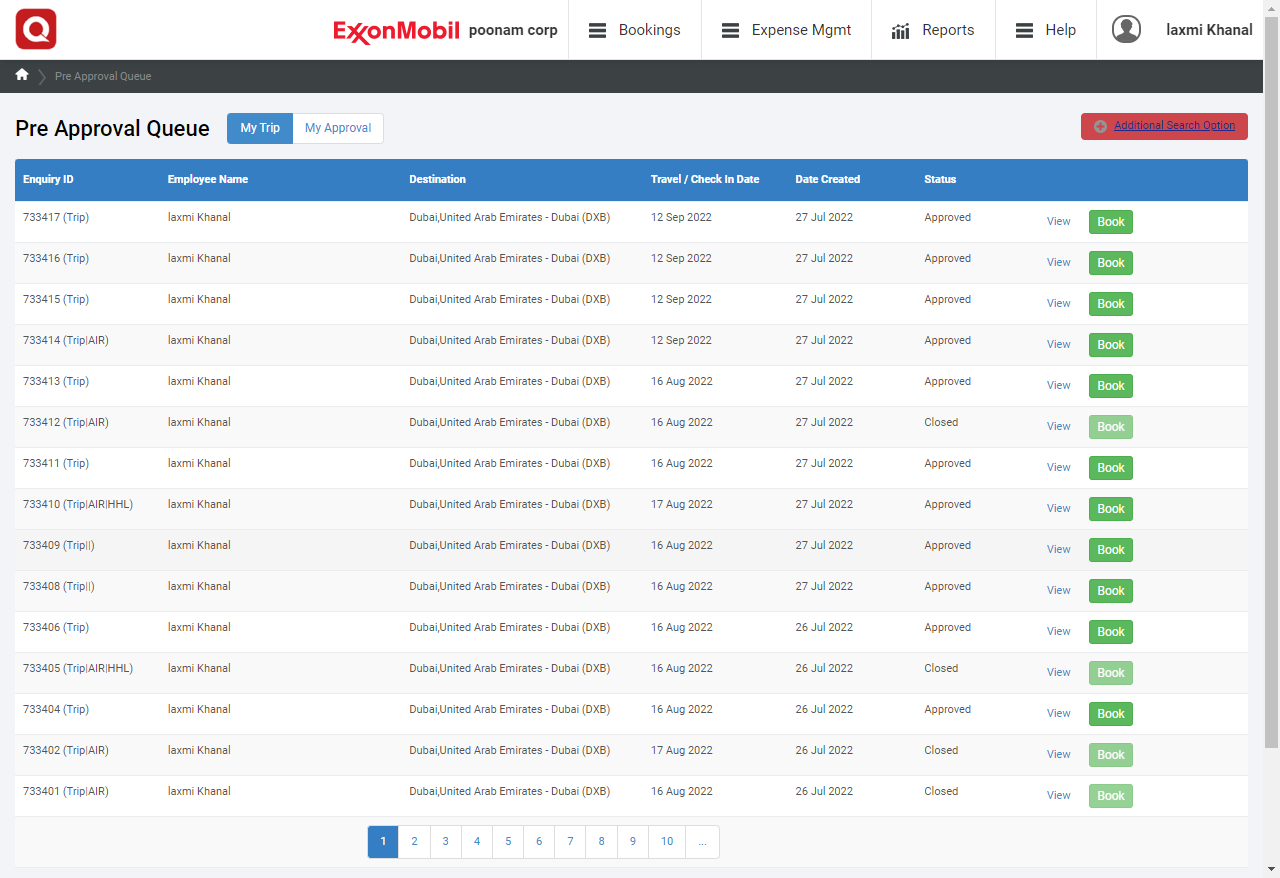 Q ExxonMobil poonam corp Bookings Expense Mgmt Reports Help laxmi Khanal
Pre Approval Queue
Pre Approval Queue My Trip My Approval Additional Search Option
Enquiry ID Employee Name Destination Travel / Check In Date Date Created Status
733417 (Trip) laxmi Khanal Dubai,United Arab Emirates - Dubai (DXB) 12 Sep 2022 27 Jul 2022 Approved View Book
733416 (Trip) laxmi Khanal Dubai,United Arab Emirates - Dubai (DXB) 12 Sep 2022 27 Jul 2022 Approved View Book
733415 (Trip) laxmi Khanal Dubai,United Arab Emirates - Dubai (DXB) 12 Sep 2022 27 Jul 2022 Approved View Book
733414 (Trip|AIR) laxmi Khanal Dubai,United Arab Emirates - Dubai (DXB) 12 Sep 2022 27 Jul 2022 Approved View Book
733413 (Trip) laxmi Khanal Dubai,United Arab Emirates - Dubai (DXB) 16 Aug 2022 27 Jul 2022 Approved View Book
733412 (Trip|AIR) laxmi Khanal Dubai,United Arab Emirates - Dubai (DXB) 16 Aug 2022 27 Jul 2022 Closed View Book
733411 (Trip) laxmi Khanal Dubai,United Arab Emirates - Dubai (DXB) 16 Aug 2022 27 Jul 2022 Approved View Book
733410 (Trip|AIR|HHL) laxmi Khanal Dubai,United Arab Emirates - Dubai (DXB) 17 Aug 2022 27 Jul 2022 Approved View Book
733409 (Trip||) laxmi Khanal Dubai,United Arab Emirates - Dubai (DXB) 16 Aug 2022 27 Jul 2022 Approved View Book
733408 (Trip||) laxmi Khanal Dubai,United Arab Emirates - Dubai (DXB) 16 Aug 2022 27 Jul 2022 Approved View Book
733406 (Trip) laxmi Khanal Dubai,United Arab Emirates - Dubai (DXB) 16 Aug 2022 26 Jul 2022 Approved View Book
733405 (Trip|AIR|HHL) laxmi Khanal Dubai,United Arab Emirates - Dubai (DXB) 16 Aug 2022 26 Jul 2022 Closed View Book
733404 (Trip) laxmi Khanal Dubai,United Arab Emirates - Dubai (DXB) 16 Aug 2022 26 Jul 2022 Approved View Book
733402 (Trip|AIR) laxmi Khanal Dubai,United Arab Emirates - Dubai (DXB) 17 Aug 2022 26 Jul 2022 Closed View Book
733401 (Trip|AIR) laxmi Khanal Dubai,United Arab Emirates - Dubai (DXB) 16 Aug 2022 26 Jul 2022 Closed View Book
1 2 3 4 5 6 7 8 9 10 ...